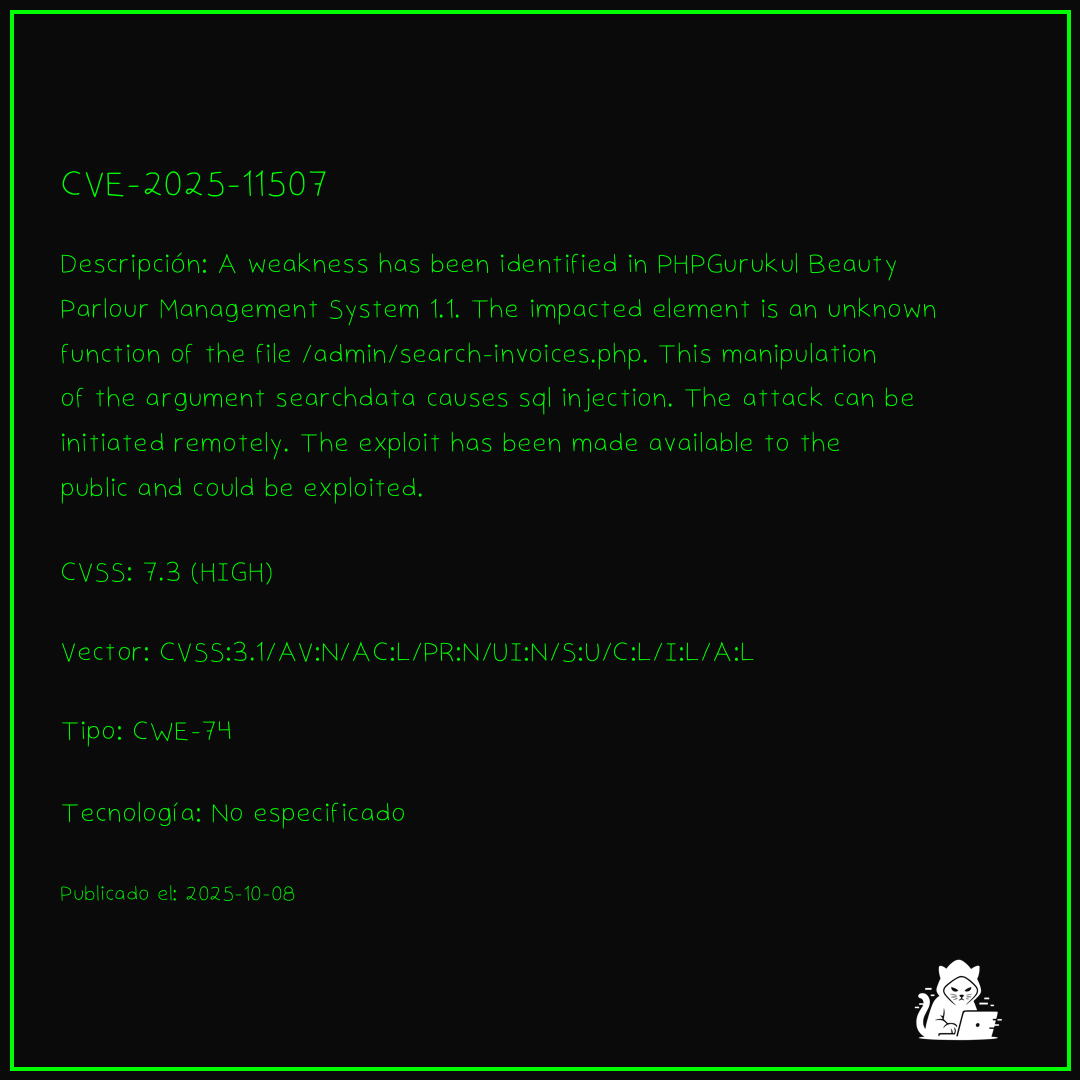 CVE-2025-11507
Descripción: A weakness has been identified in PHPGurukul Beauty
Parlour Management System 1.1. The impacted element is an unknown
function of the file /admin/search-invoices.php. This manipulation
of the argument searchdata causes sql injection. The attack can be
initiated remotely. The exploit has been made available to the
public and could be exploited.
CVSS: 7.3 (HIGH)
Vector: CVSS:3.1/AV:N/AC:L/PR:N/UI:N/S:U/C:L/I:L/A:L
Tipo: CWE-74
Tecnología: No especificado
Publicado el: 2025-10-08